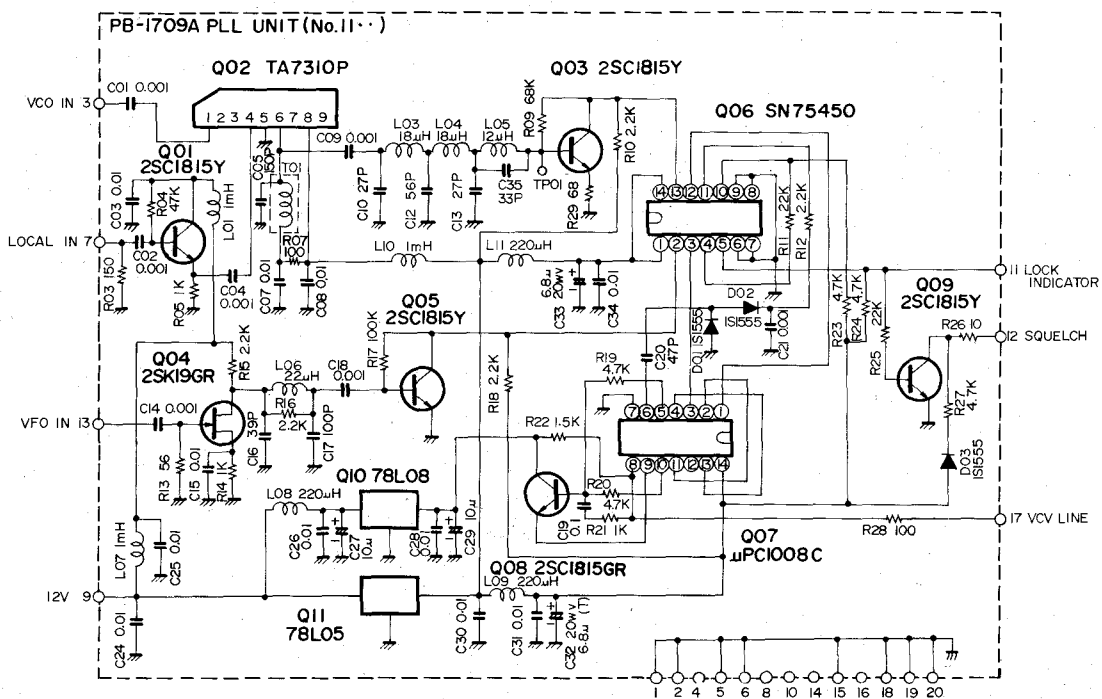 PB-1709A PLL UNIT (No.11··)
Q02 TA7310P
Q03 2SC1815Y
Q06 SN75450
C01 0.001
VCO IN 3
1 2 3 4 5 6 7 8 9
Q01
2SC1815Y
C03 0.01
R04
47K
L01 1mH
C05
150P
T01
C09 0.001
L03
18μH
L04
18μH
L05
12μH
C10 27P
C12 56P
C13 27P
C35
33P
R09 68K
TP01
R29 68
R10 2.2K
14 13 12 11 10 9 8
1 2 3 4 5 6 7
22K
R11
2.2K
R12
LOCAL IN 7
R03 150
C02
0.001
R05 1K
C04
0.001
R07
100
C07 0.01
C08 0.01
L10 1mH
L11 220μH
6.8μ
20wv
C33
C34 0.01
D02
1S1555
D01 1S1555
C21 0.001
4.7K
R23
4.7K
R24
22K
R25
11 LOCK
INDICATOR
Q09
2SC1815Y
R26 10
12 SQUELCH
R27
4.7K
D03
1S1555
Q05
2SC1815Y
R17 100K
R18 2.2K
C20
47P
R19
4.7K
7 6 5 4 3 2 1
8 9 10 11 12 13 14
R22 1.5K
R20
4.7K
R21 1K
C19
0.1
Q07
μPC1008C
R28 100
17 VCV LINE
Q04
2SK19GR
R15 2.2K
L06
22μH
R16
2.2K
C18
0.001
C16 39P
C17 100P
VFO IN 13
C14 0.001
R13 56
C15 0.01
R14 1K
Q10 78L08
L08 220μH
C26
0.01
C27
10μ
C28
0.01
C29 10μ
L07 1mH
C25 0.01
12V 9
C24 0.01
Q11
78L05
Q08 2SC1815GR
L09 220μH
C30 0.01
C31 0.01
C32 20wv
6.8μ (T)
1 2 4 5 6 8 10 14 15 16 18 19 20